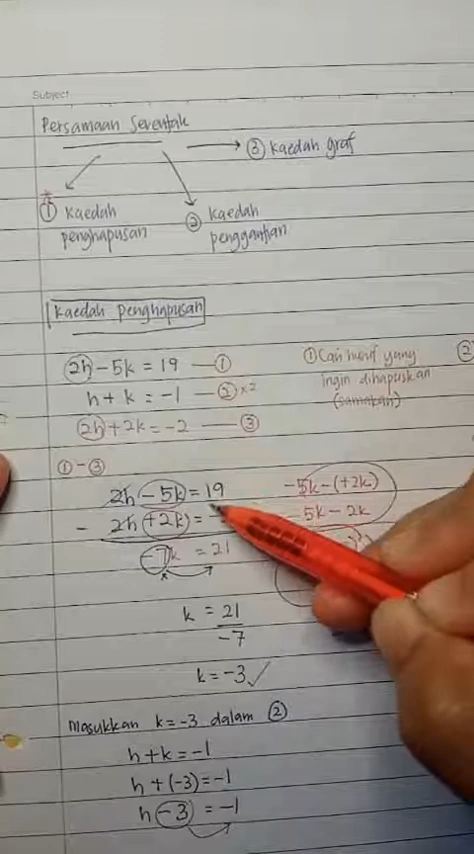 Subject
Persamaan Serentak
③ kaedah graf
① kaedah penghapusan
② kaedah penggantian
kaedah penghapusan
2h - 5k = 19 — ①
h + k = -1 — ② ×2
2h + 2k = -2 — ③
① Cari huruf yang
ingin dihapuskan
(samakan)
②
① - ③
2h - 5k = 19
- 2h + 2k =
-7k = 21
-5k - (+2k)
-5k - 2k
k = 21
-7
k = -3 ✓
Masukkan k = -3 dalam ②
h + k = -1
h + (-3) = -1
h - 3 = -1